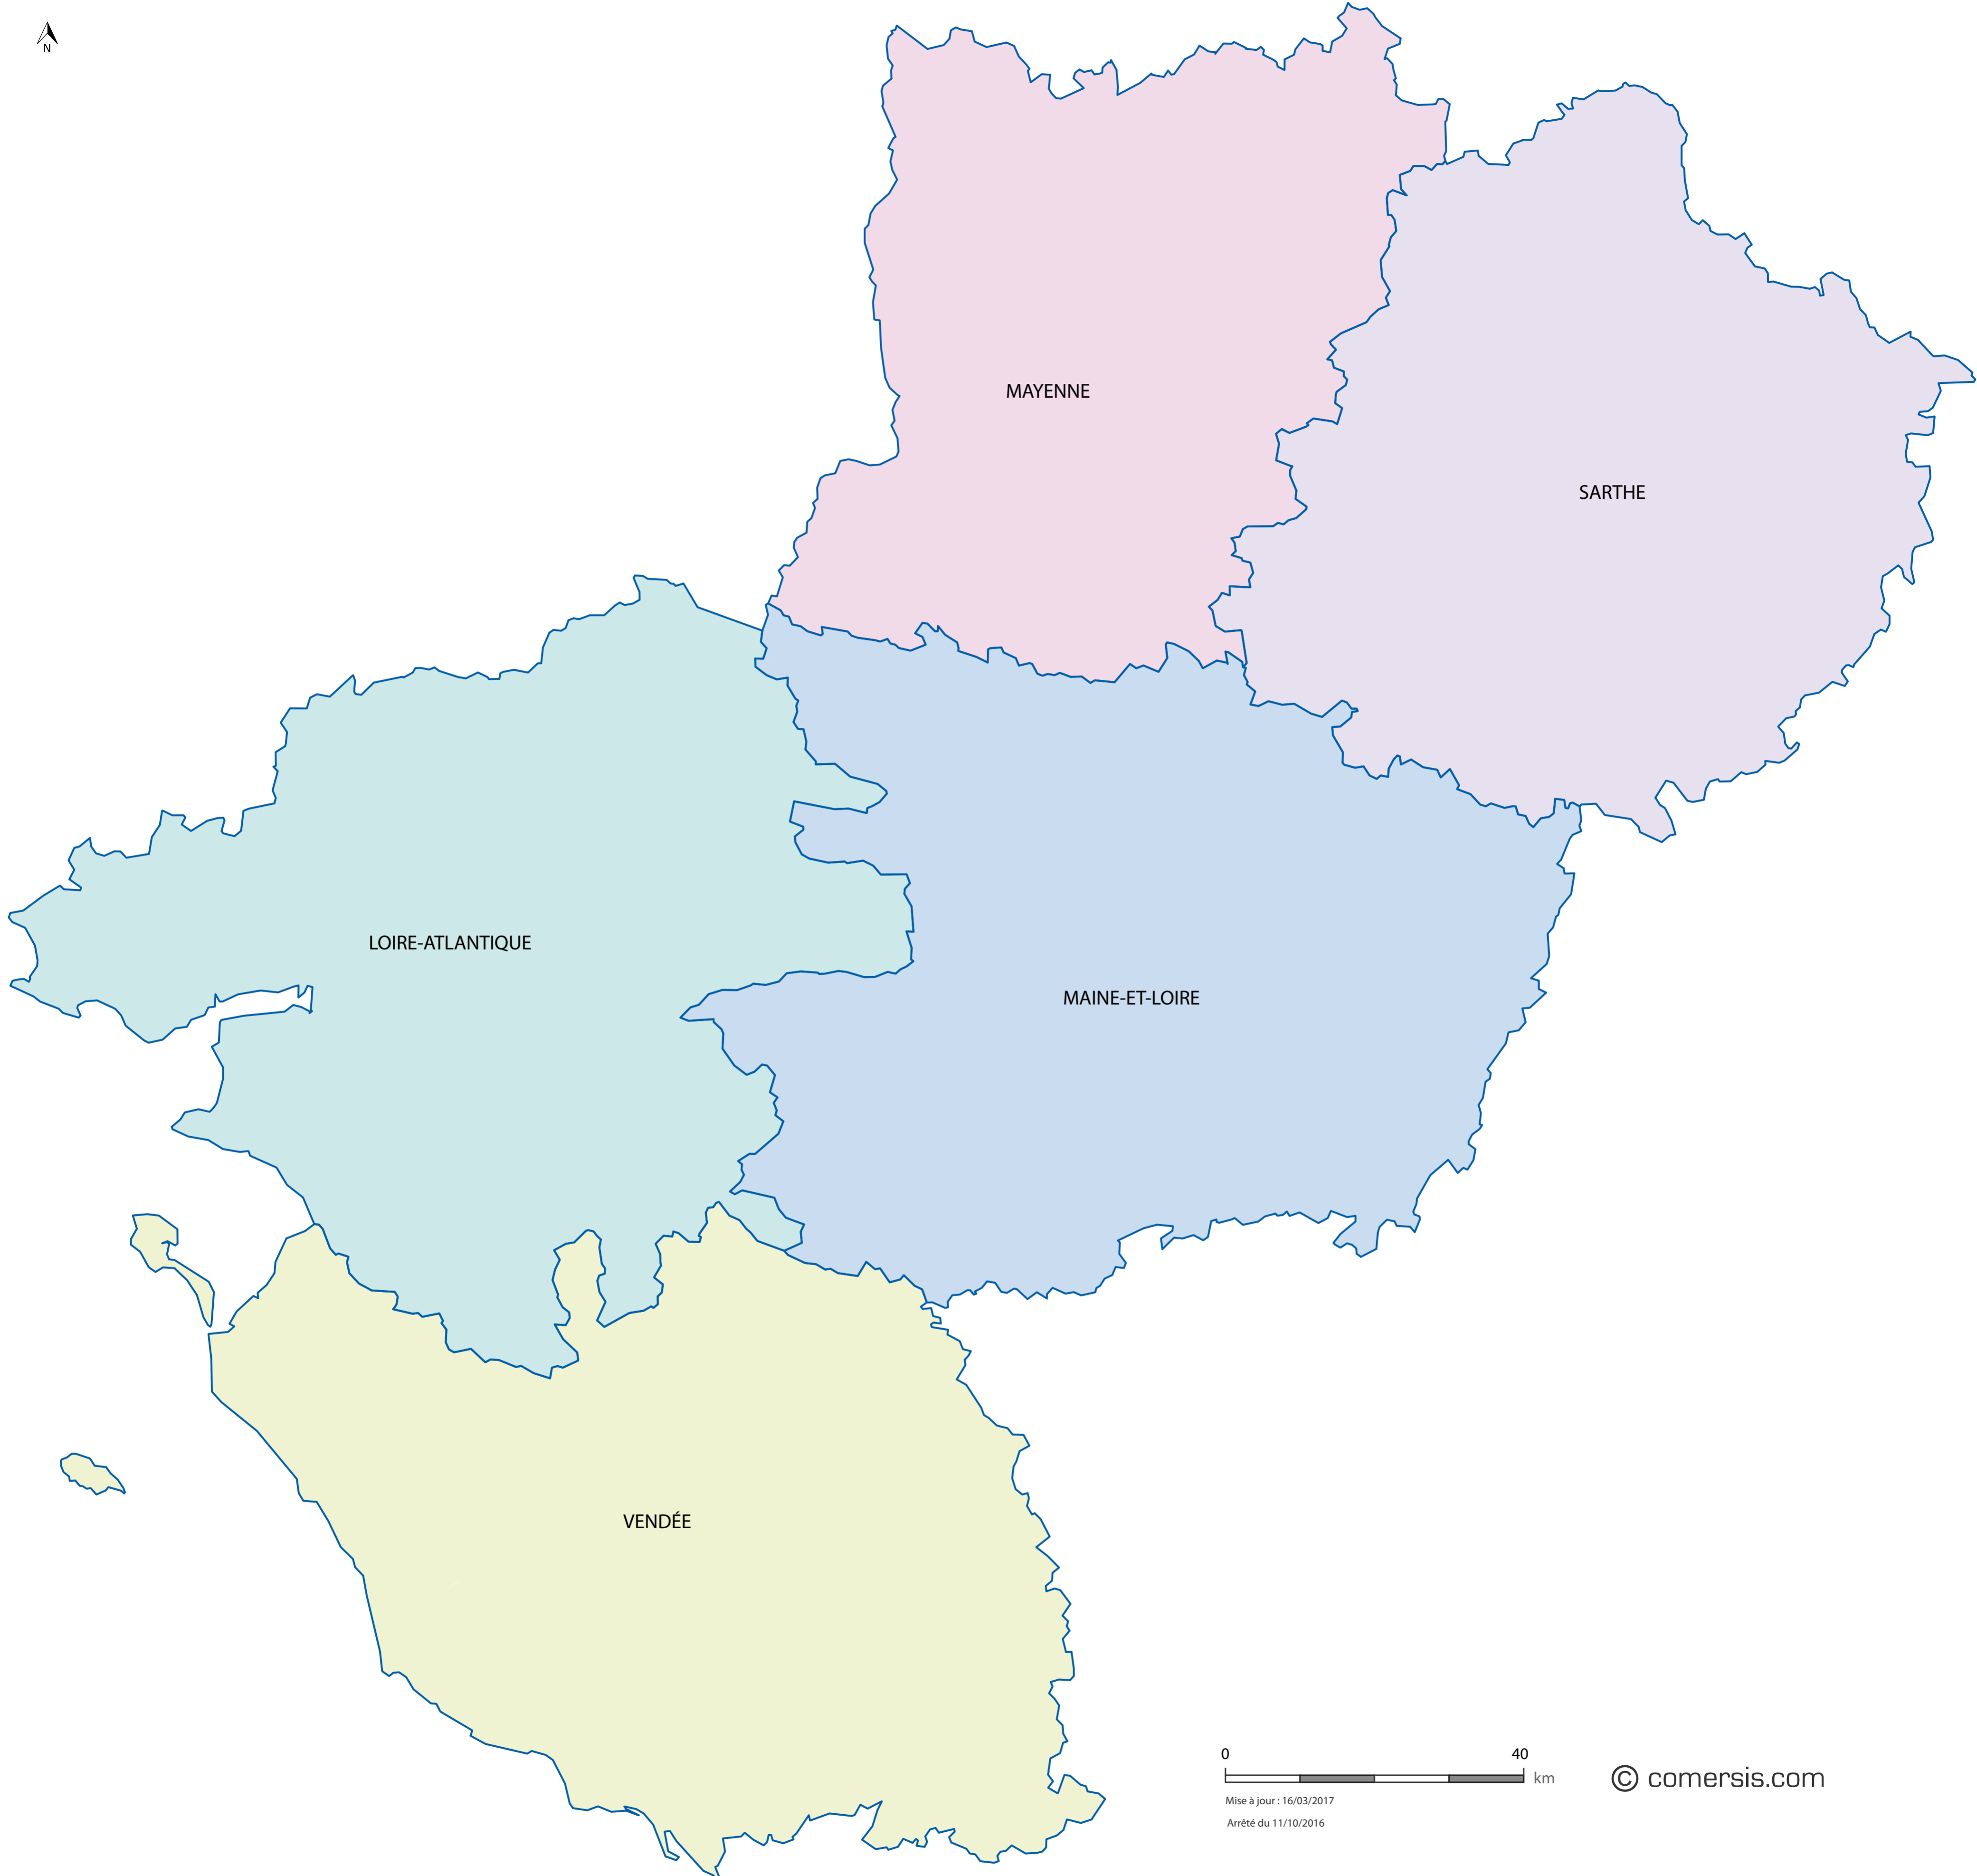 N
MAYENNE
SARTHE
LOIRE-ATLANTIQUE
MAINE-ET-LOIRE
VENDÉE
0 40
km
© comersis.com
Mise à jour : 16/03/2017
Arrêté du 11/10/2016